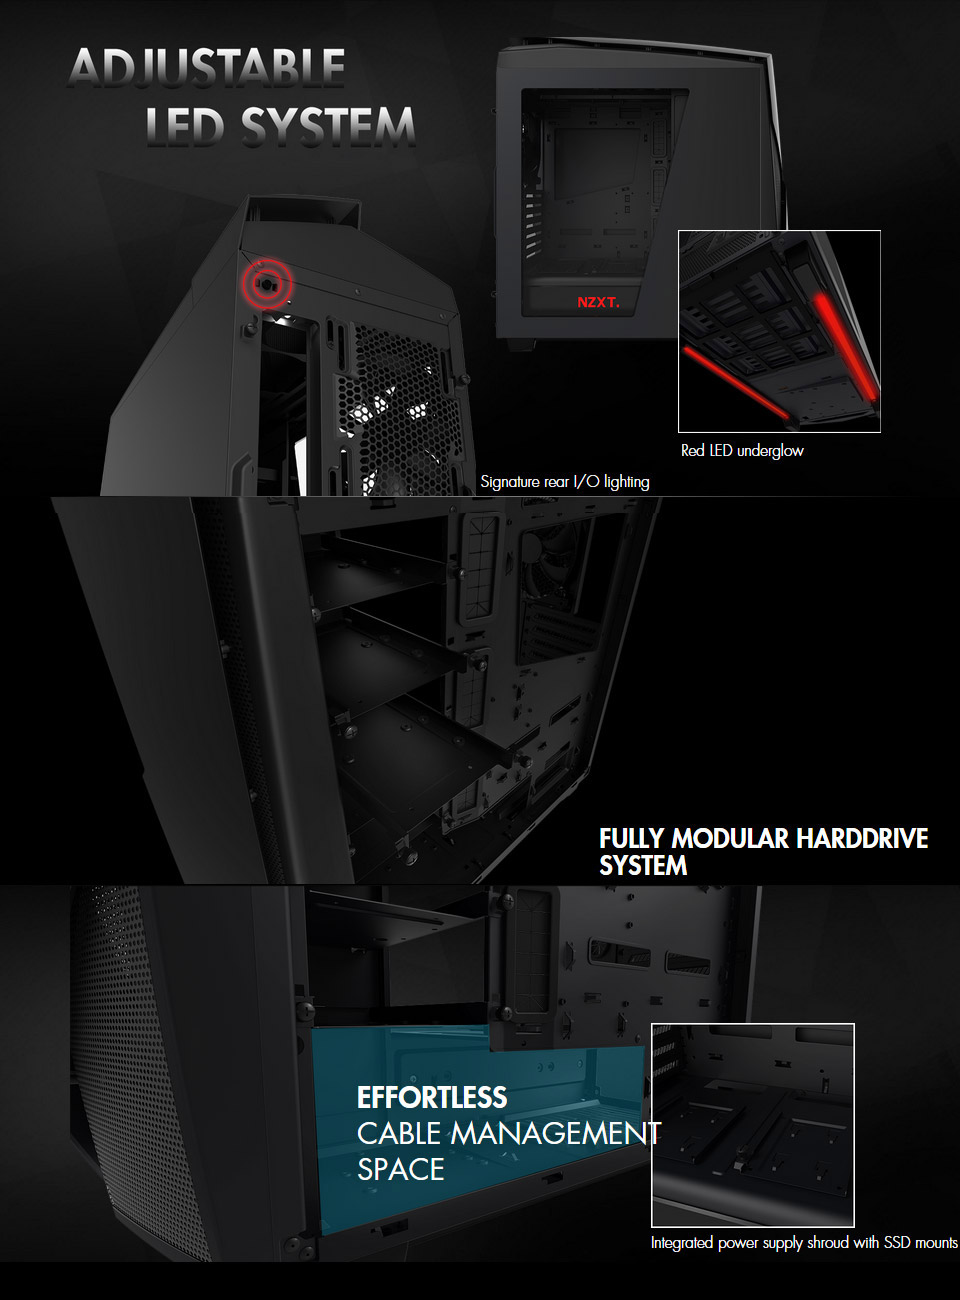 ADJUSTABLE
LED SYSTEM
NZXT.
Red LED underglow
Signature rear I/O lighting
FULLY MODULAR HARDDRIVE
SYSTEM
EFFORTLESS
CABLE MANAGEMENT
SPACE
Integrated power supply shroud with SSD mounts